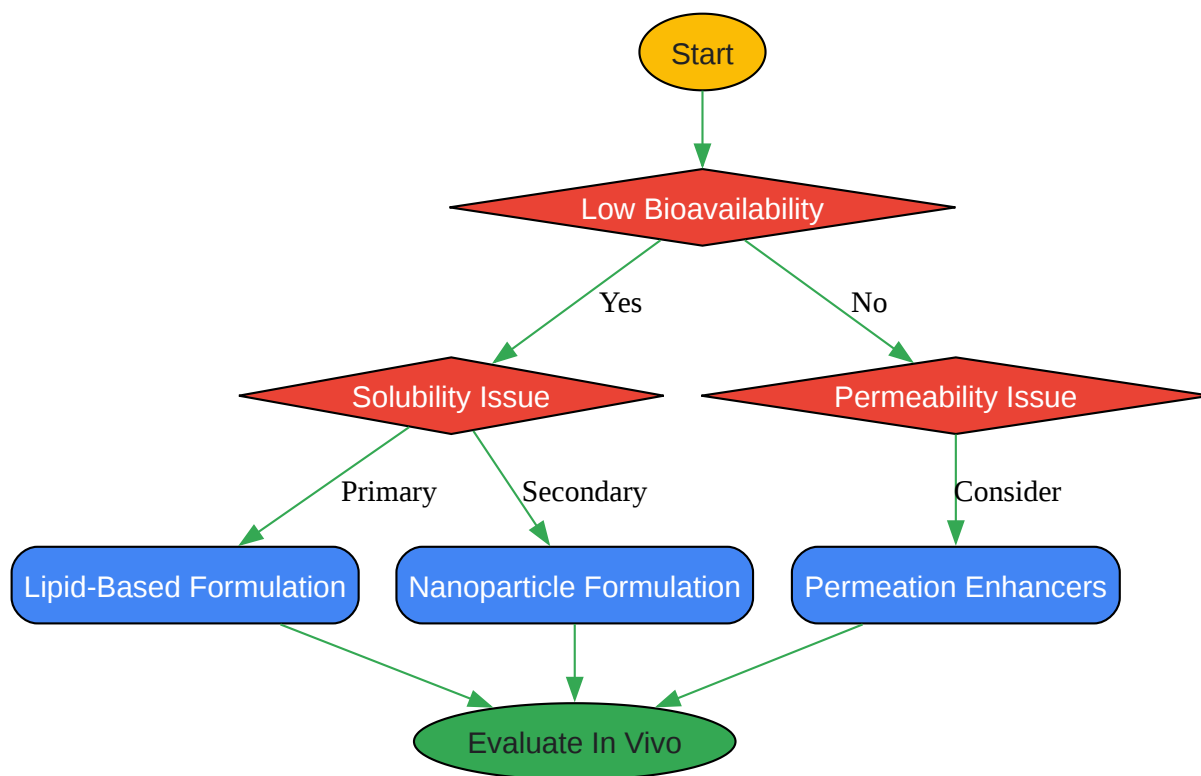 Start
Low Bioavailability
Yes
No
Solubility Issue
Permeability Issue
Primary
Secondary
Consider
Lipid-Based Formulation
Nanoparticle Formulation
Permeation Enhancers
Evaluate In Vivo